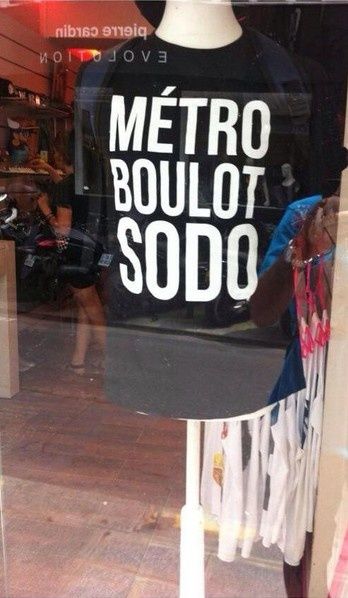 pierre cardin
EVOLUTION
MÉTRO
BOULOT
SODO